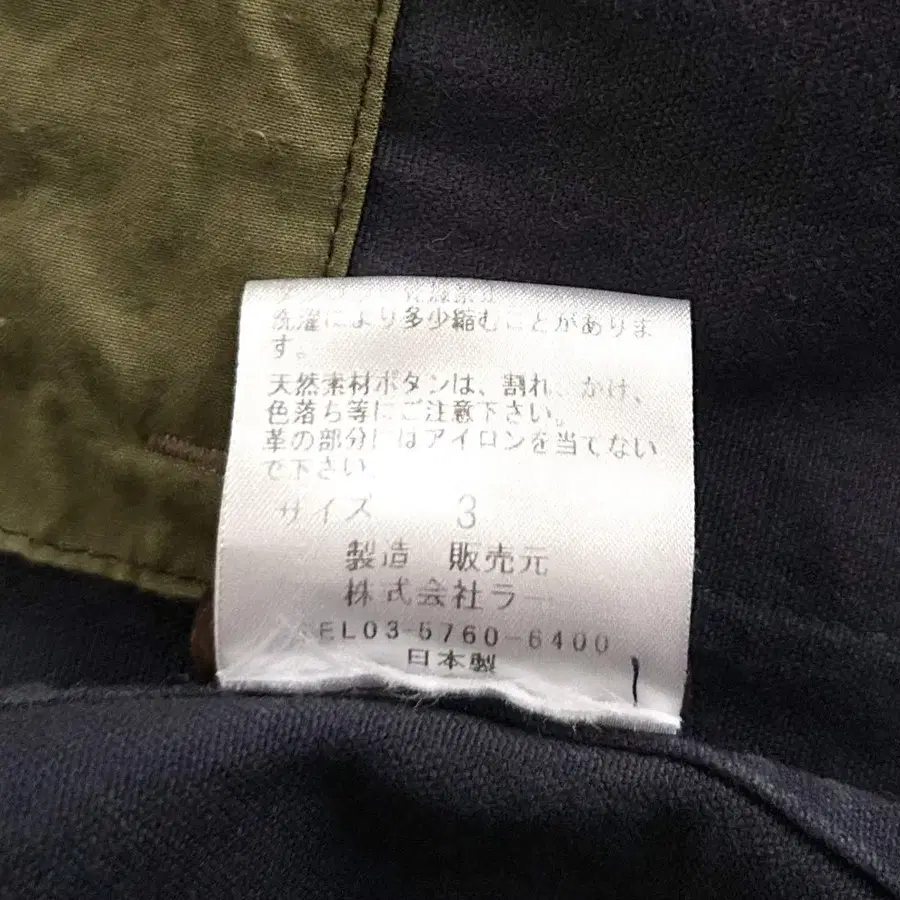 洗濯により多少縮むことがありま
す。
天然素材ボタンは、割れ、かけ、
色落ち等にご注意下さい。
革の部分にはアイロンを当てない
で下さい。
サイズ 3
製造 販売元
株式会社ラー
TEL03-5760-6400
日本製